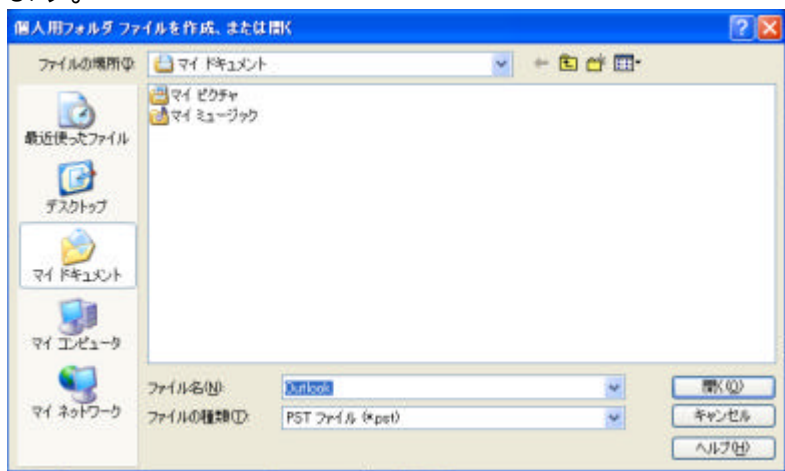 個人用フォルダ ファイルを作成、または開く
ファイルの場所(I):
マイ ドキュメント
マイ ピクチャ
マイ ミュージック
最近使ったファイル
デスクトップ
マイ ドキュメント
マイ コンピュータ
マイ ネットワーク
ファイル名(N):
Outlook
開く(O)
ファイルの種類(T):
PST ファイル (*.pst)
キャンセル
ヘルプ(H)